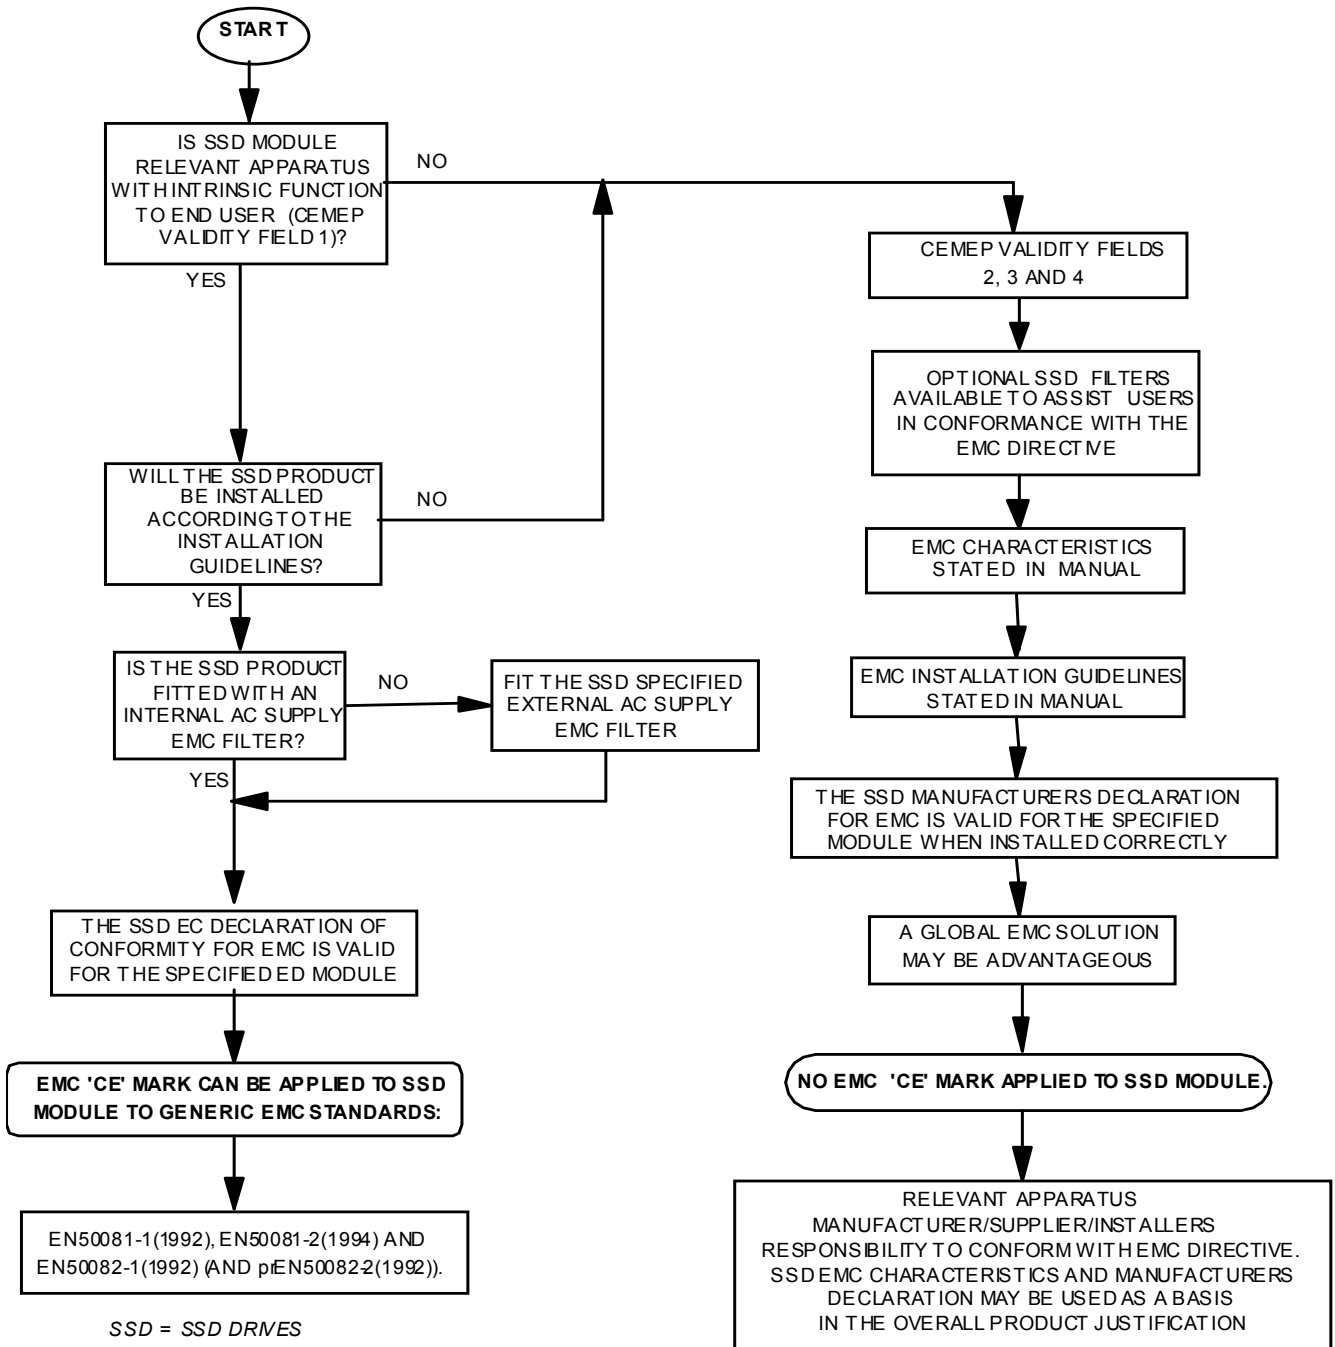 START
IS SSD MODULE
RELEVANT APPARATUS
WITH INTRINSIC FUNCTION
TO END USER (CEMEP
VALIDITY FIELD 1)?
NO
YES
WILL THE SSD PRODUCT
BE INSTALLED
ACCORDING TO THE
INSTALLATION
GUIDELINES?
NO
YES
IS THE SSD PRODUCT
FITTED WITH AN
INTERNAL AC SUPPLY
EMC FILTER?
NO
FIT THE SSD SPECIFIED
EXTERNAL AC SUPPLY
EMC FILTER
YES
THE SSD EC DECLARATION OF
CONFORMITY FOR EMC IS VALID
FOR THE SPECIFIED ED MODULE
EMC 'CE' MARK CAN BE APPLIED TO SSD
MODULE TO GENERIC EMC STANDARDS:
EN50081-1(1992), EN50081-2(1994) AND
EN50082-1(1992) (AND prEN50082-2(1992)).
SSD = SSD DRIVES
CEMEP VALIDITY FIELDS
2, 3 AND 4
OPTIONAL SSD FILTERS
AVAILABLE TO ASSIST USERS
IN CONFORMANCE WITH THE
EMC DIRECTIVE
EMC CHARACTERISTICS
STATED IN MANUAL
EMC INSTALLATION GUIDELINES
STATED IN MANUAL
THE SSD MANUFACTURERS DECLARATION
FOR EMC IS VALID FOR THE SPECIFIED
MODULE WHEN INSTALLED CORRECTLY
A GLOBAL EMC SOLUTION
MAY BE ADVANTAGEOUS
NO EMC 'CE' MARK APPLIED TO SSD MODULE.
RELEVANT APPARATUS
MANUFACTURER/SUPPLIER/INSTALLERS
RESPONSIBILITY TO CONFORM WITH EMC DIRECTIVE.
SSD EMC CHARACTERISTICS AND MANUFACTURERS
DECLARATION MAY BE USED AS A BASIS
IN THE OVERALL PRODUCT JUSTIFICATION